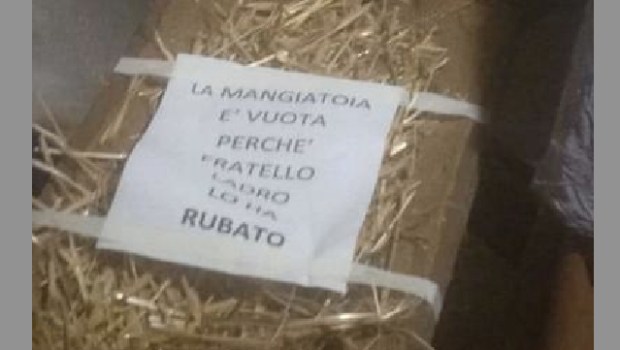 LA MANGIATOIA
E' VUOTA
PERCHE'
FRATELLO
LADRO
LO HA
RUBATO